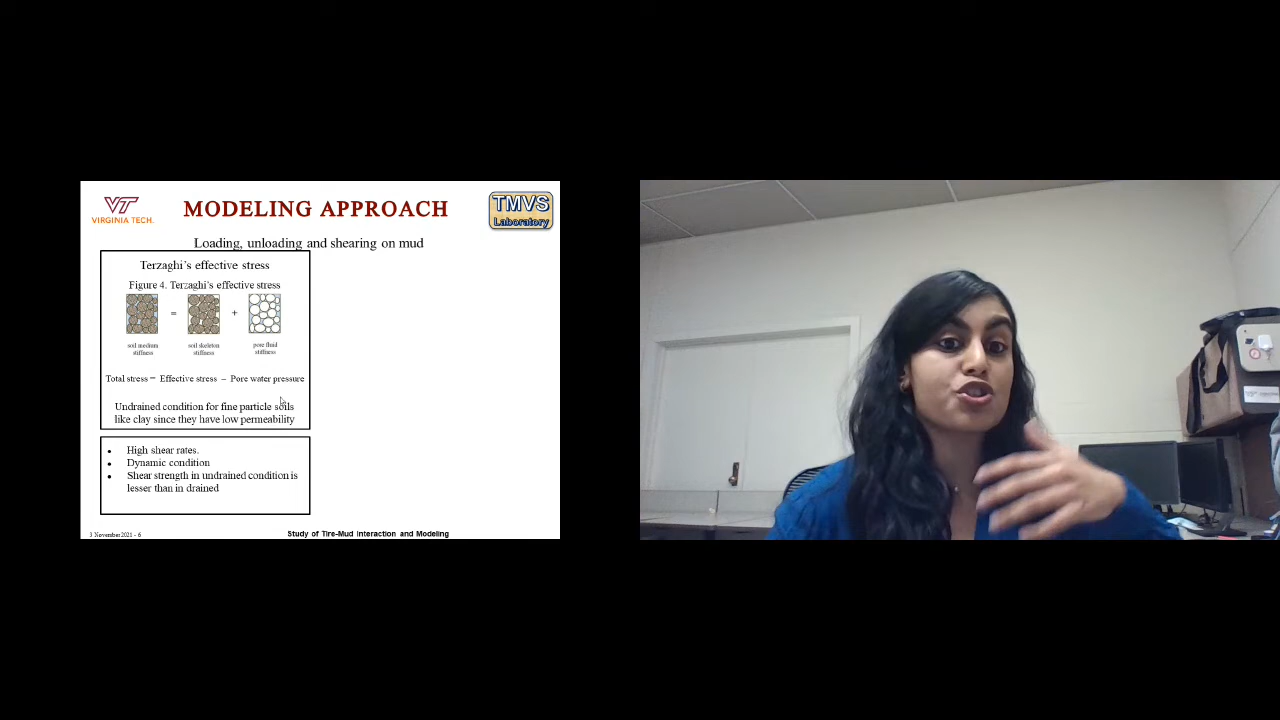 VT
VIRGINIA TECH.
MODELING APPROACH
TMVS
Laboratory
Loading, unloading and shearing on mud
Terzaghi's effective stress
Figure 4. Terzaghi's effective stress
= +
soil medium stiffness
soil skeleton stiffness
pore fluid stiffness
Total stress = Effective stress – Pore water pressure
Undrained condition for fine particle soils
like clay since they have low permeability
• High shear rates.
• Dynamic condition
• Shear strength in undrained condition is
lesser than in drained
3 November 2021 - 6
Study of Tire-Mud Interaction and Modeling